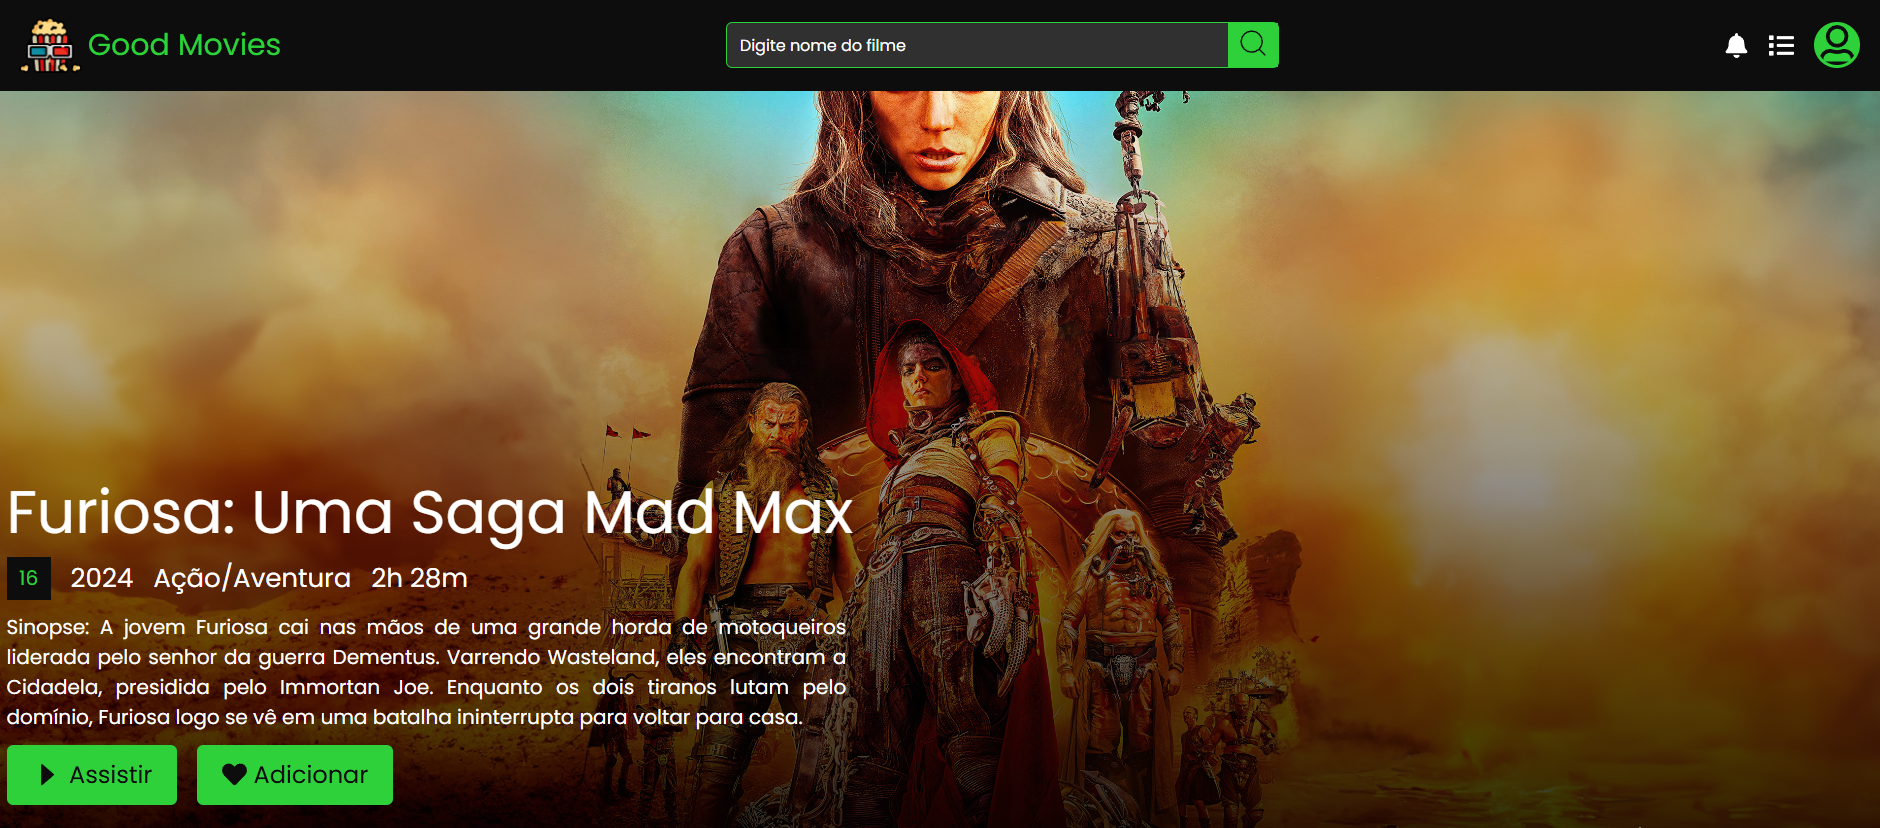 Good Movies
Digite nome do filme
Furiosa: Uma Saga Mad Max
16 2024 Ação/Aventura 2h 28m
Sinopse: A jovem Furiosa cai nas mãos de uma grande horda de motoqueiros
liderada pelo senhor da guerra Dementus. Varrendo Wasteland, eles encontram a
Cidadela, presidida pelo Immortan Joe. Enquanto os dois tiranos lutam pelo
domínio, Furiosa logo se vê em uma batalha ininterrupta para voltar para casa.
Assistir Adicionar